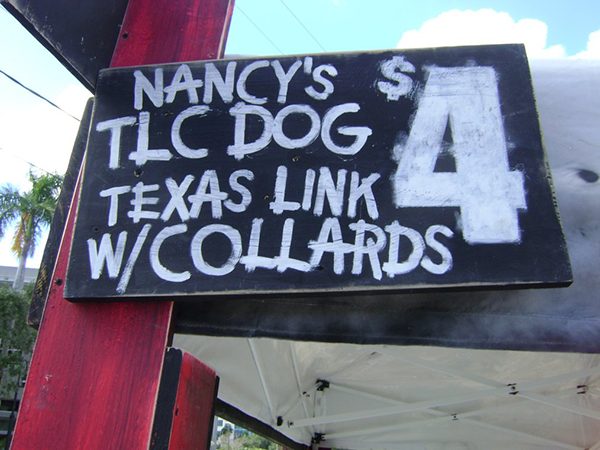 NANCY'S $4
TLC DOG
TEXAS LINK
W/COLLARDS